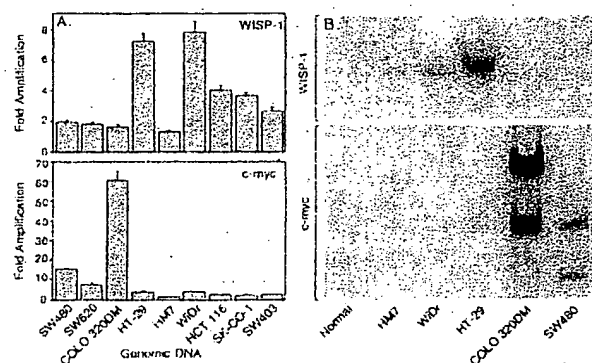 A.
WISP-1
Fold Amplification
8
6
4
2
0
c-myc
Fold Amplification
70
60
50
40
30
20
10
0
SW480
SW620
COLO 320DM
HT-29
HM7
WiDr
HCT 116
SK-CO-1
SW403
Genomic DNA
B
WISP-1
c-myc
Normal
HM7
WiDr
HT-29
COLO 320DM
SW480